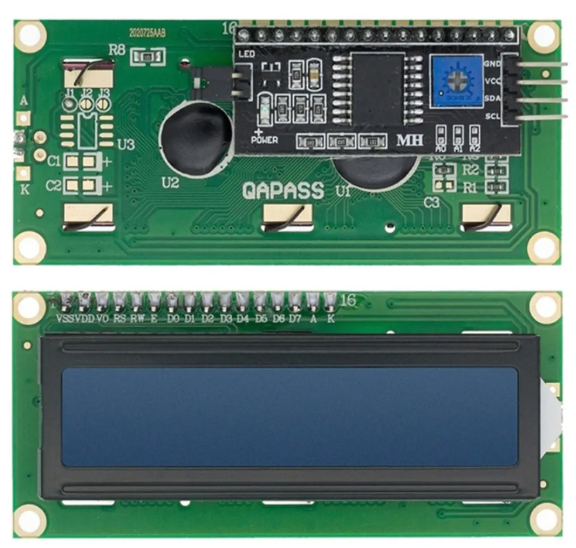 2020725AAB
16
R8
LED
GND
VCC
SDA
SCL
J1 J2 J3
A
U3
C1
C2
K
U2
POWER
MH
A0 A1 A2
QAPASS
U1
R2
R1
C3
16
VSS VDD VO RS RW E D0 D1 D2 D3 D4 D5 D6 D7 A K